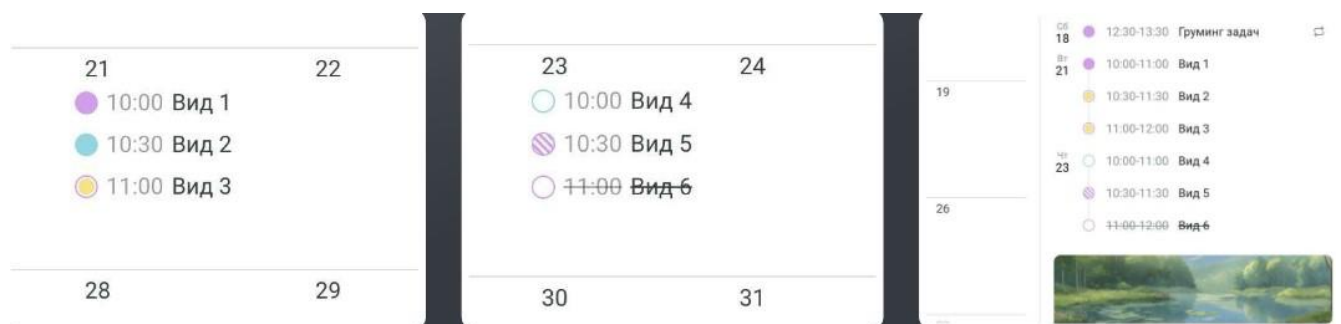 21 22
10:00 Вид 1
10:30 Вид 2
11:00 Вид 3
28 29
23 24
10:00 Вид 4
10:30 Вид 5
11:00 Вид 6
30 31
19
26
Сб
18 12:30-13:30 Груминг задач
Вт
21 10:00-11:00 Вид 1
10:30-11:30 Вид 2
11:00-12:00 Вид 3
Чт
23 10:00-11:00 Вид 4
10:30-11:30 Вид 5
11:00-12:00 Вид 6